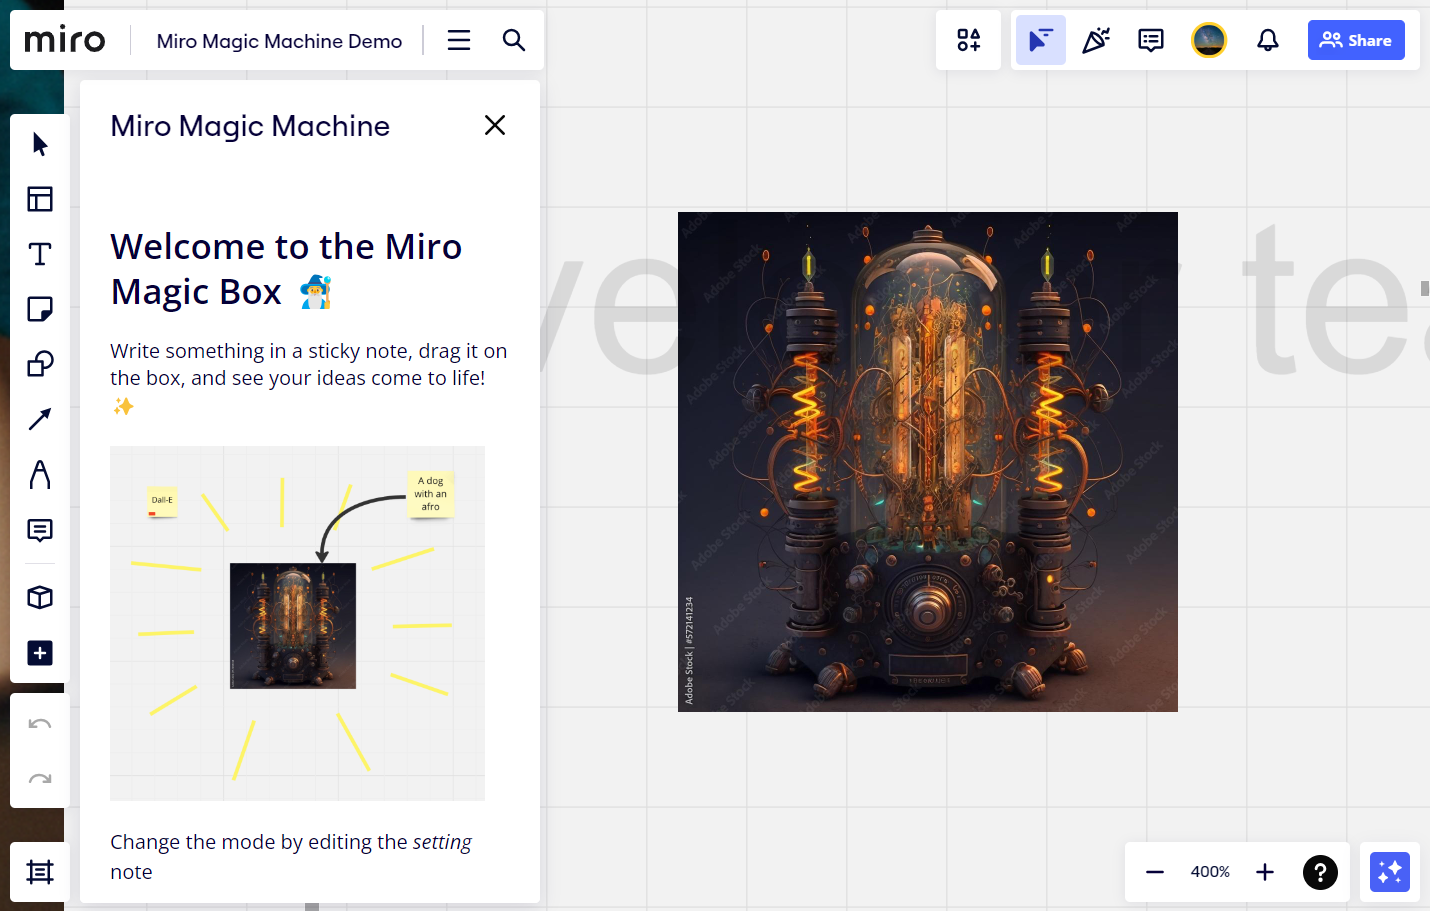 miro
Miro Magic Machine Demo
Share
Miro Magic Machine
Welcome to the Miro
Magic Box
Write something in a sticky note, drag it on
the box, and see your ideas come to life!
Dall-E
A dog
with an
afro
Change the mode by editing the setting
note
Adobe Stock
Adobe Stock | #572141234
400%
?